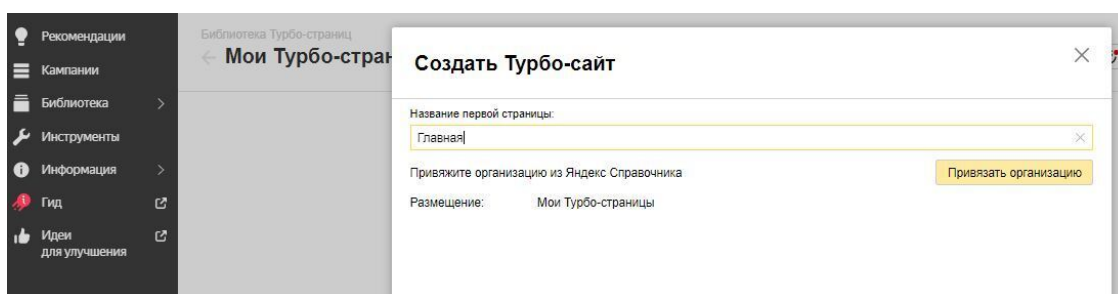 Рекомендации
Кампании
Библиотека
Инструменты
Информация
Гид
Идеи
для улучшения
Библиотека Турбо-страниц
Мои Турбо-стран
Создать Турбо-сайт
Название первой страницы:
Главная
Привяжите организацию из Яндекс Справочника
Привязать организацию
Размещение: Мои Турбо-страницы